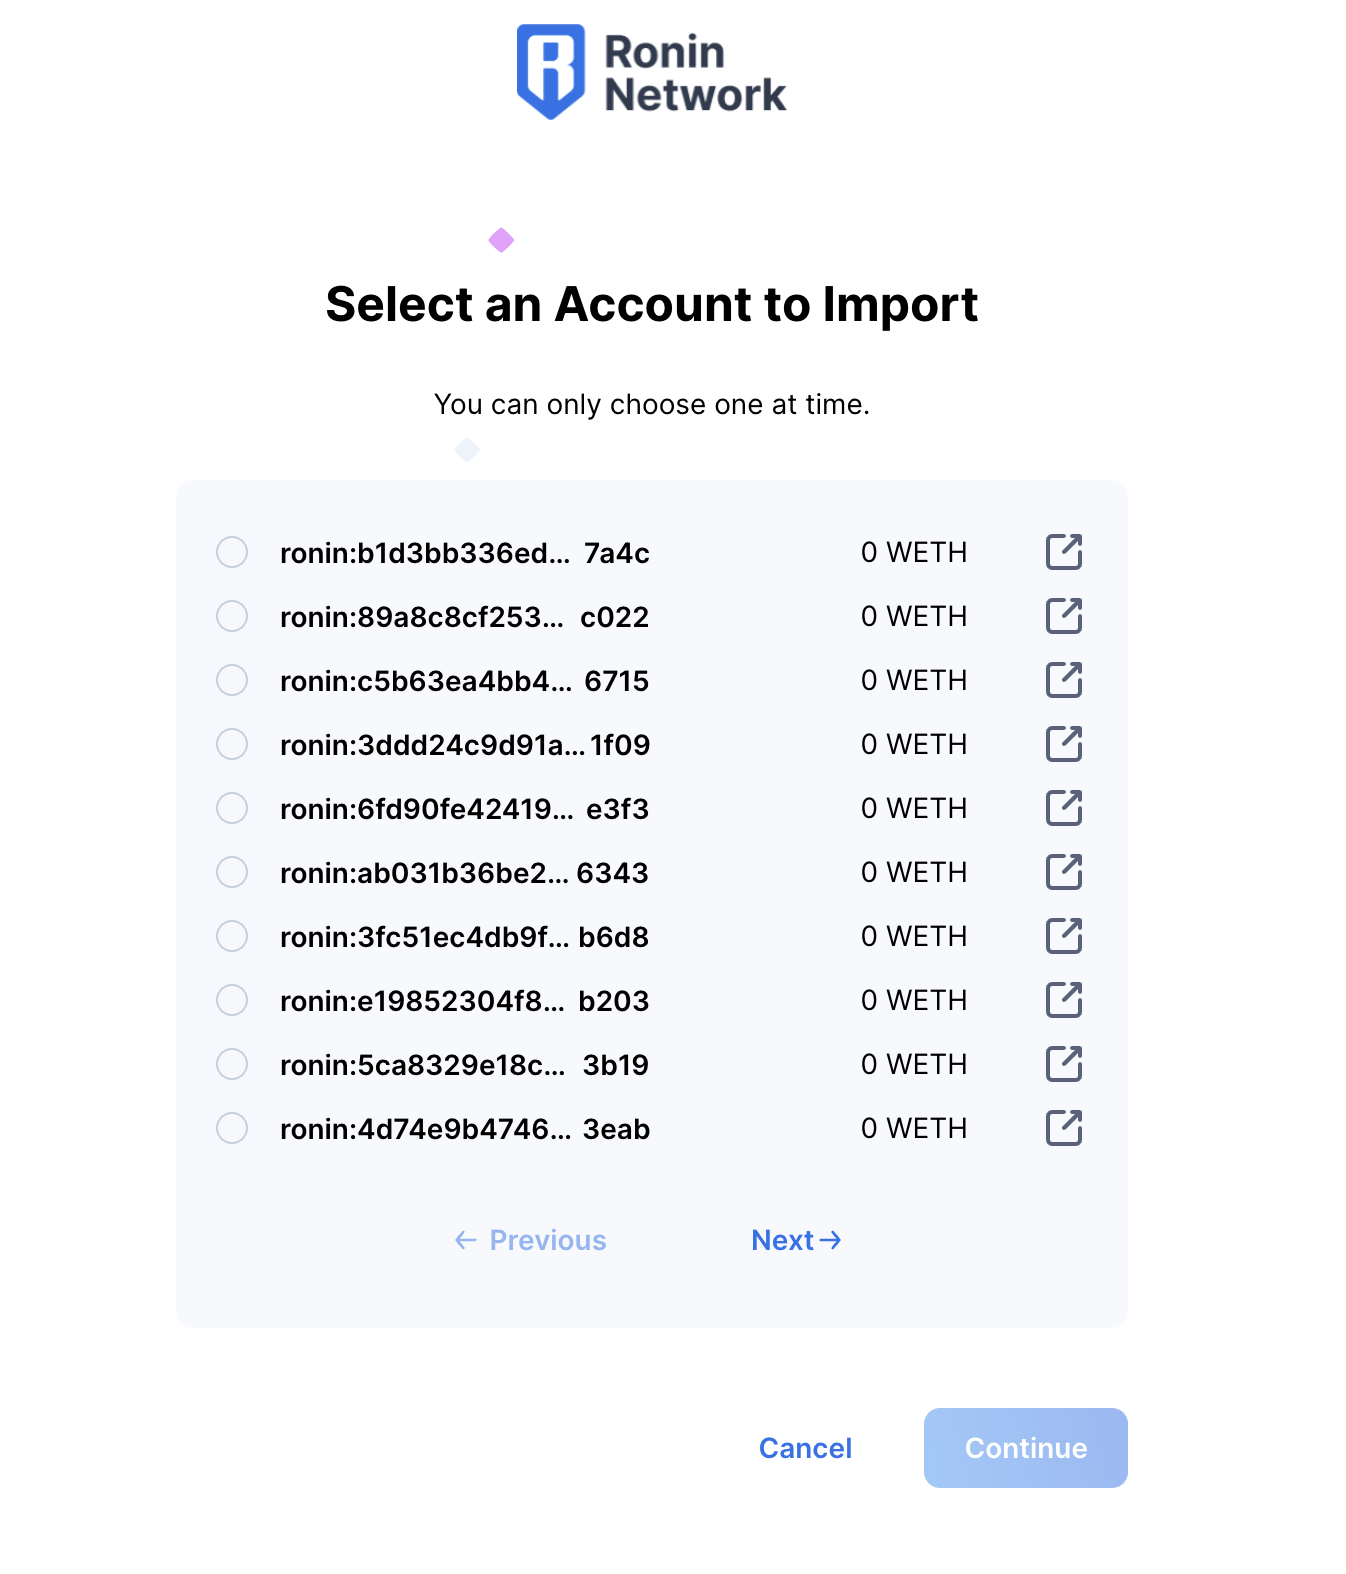 Ronin
Network
Select an Account to Import
You can only choose one at time.
ronin:b1d3bb336ed... 7a4c 0 WETH
ronin:89a8c8cf253... c022 0 WETH
ronin:c5b63ea4bb4... 6715 0 WETH
ronin:3ddd24c9d91a... 1f09 0 WETH
ronin:6fd90fe42419... e3f3 0 WETH
ronin:ab031b36be2... 6343 0 WETH
ronin:3fc51ec4db9f... b6d8 0 WETH
ronin:e19852304f8... b203 0 WETH
ronin:5ca8329e18c... 3b19 0 WETH
ronin:4d74e9b4746... 3eab 0 WETH
← Previous Next →
Cancel Continue